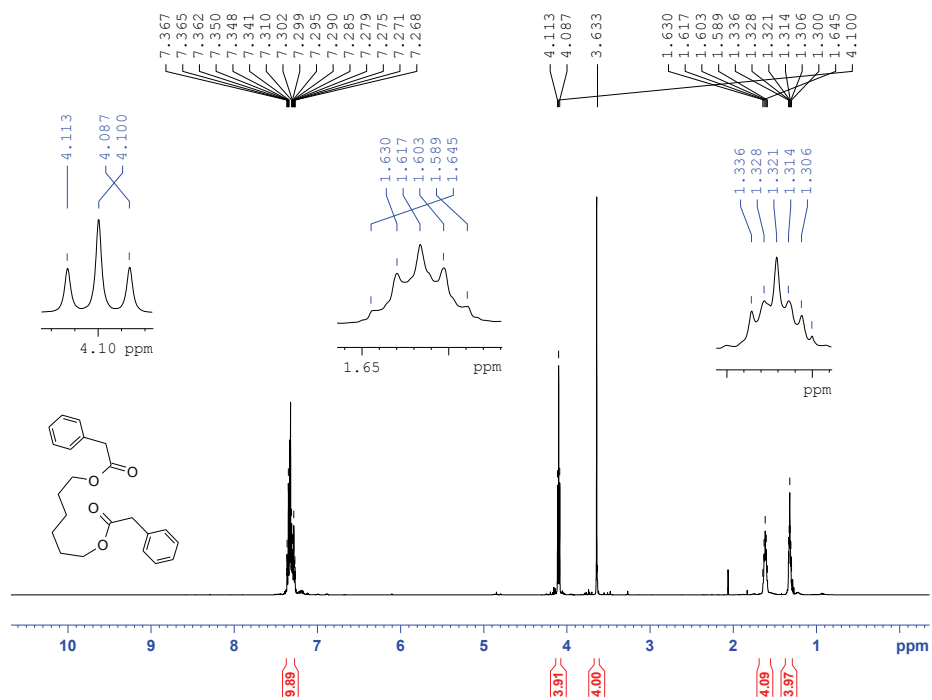 7.367 7.365 7.362 7.350 7.348 7.341 7.310 7.302 7.299 7.295 7.290 7.285 7.279 7.275 7.271 7.268 4.113 4.087 3.633 1.630 1.617 1.603 1.589 1.336 1.328 1.321 1.314 1.306 1.300 1.645 4.100
4.113 4.087 4.100
1.630 1.617 1.603 1.589 1.645
1.336 1.328 1.321 1.314 1.306
4.10 ppm
1.65 ppm
ppm
O
O
O
O
10 9 8 7 6 5 4 3 2 1 ppm
9.89 3.91 4.00 4.09 3.97